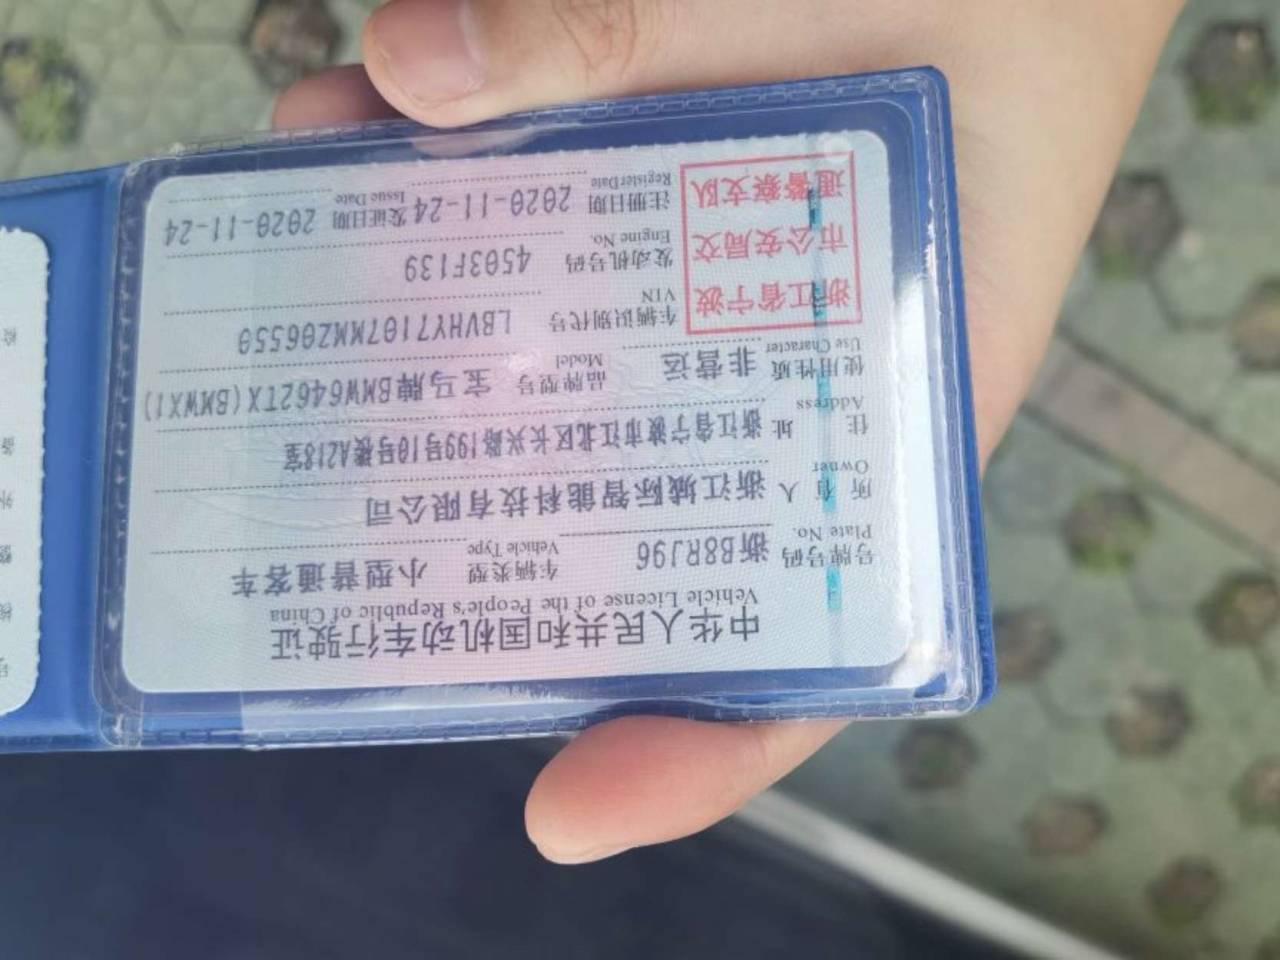 中华人民共和国机动车行驶证
Vehicle License of the People's Republic of China
号牌号码 浙B8RJ96 车辆类型 小型普通客车
Plate No. Vehicle Type
所有人 浙江城际智能科技有限公司
Owner
住址 浙江省宁波市江北区长兴路199号10号楼A218室
Address
使用性质 非营运 品牌型号 宝马牌BMW6462TX(BMWX1)
Use Character Model
浙江省宁波
市公安局交
通警察支队
车辆识别代号 LBVHY7107MMZ06550
VIN
发动机号码 4503F139
Engine No.
注册日期 2020-11-24 发证日期 2020-11-24
Register Date Issue Date